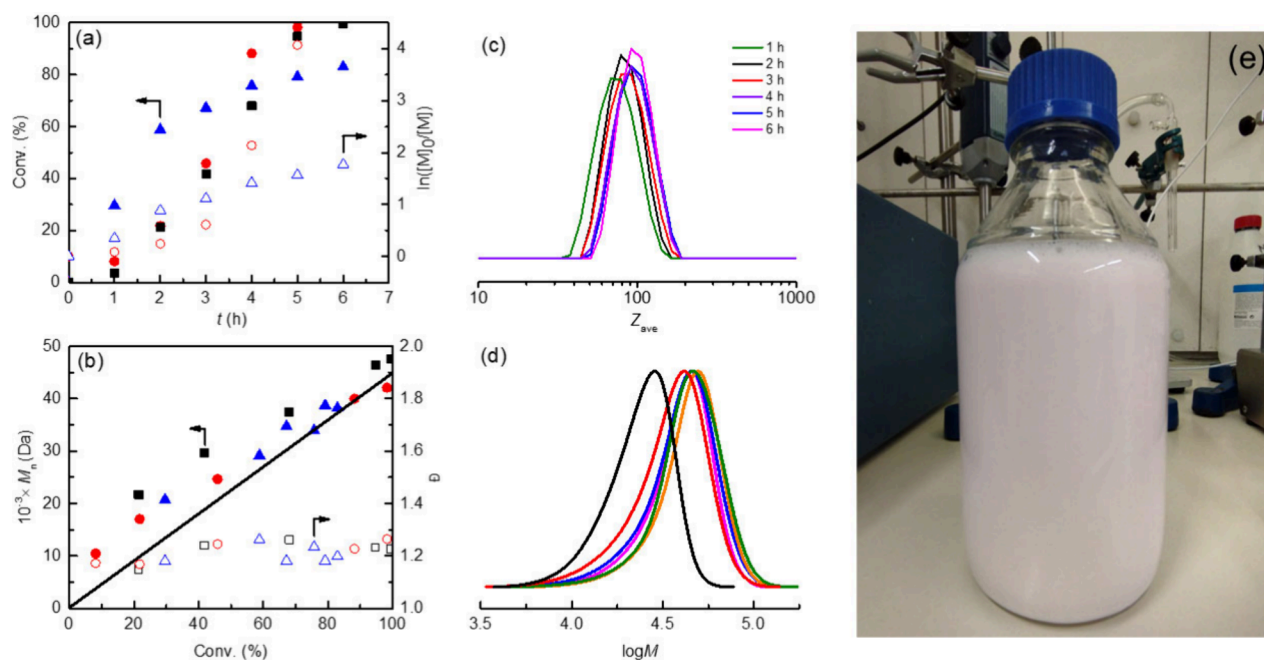 (a)
100
80
60
40
20
0
Conv. (%)
0 1 2 3 4 5 6 7
t (h)
4
3
2
1
0
ln([M]0/[M])
(b)
50
40
30
20
10
0
10⁻³× Mn (Da)
0 20 40 60 80 100
Conv. (%)
2.0
1.8
1.6
1.4
1.2
1.0
Đ
(c)
1 h
2 h
3 h
4 h
5 h
6 h
10 100 1000
Zave
(d)
3.5 4.0 4.5 5.0
logM
(e)